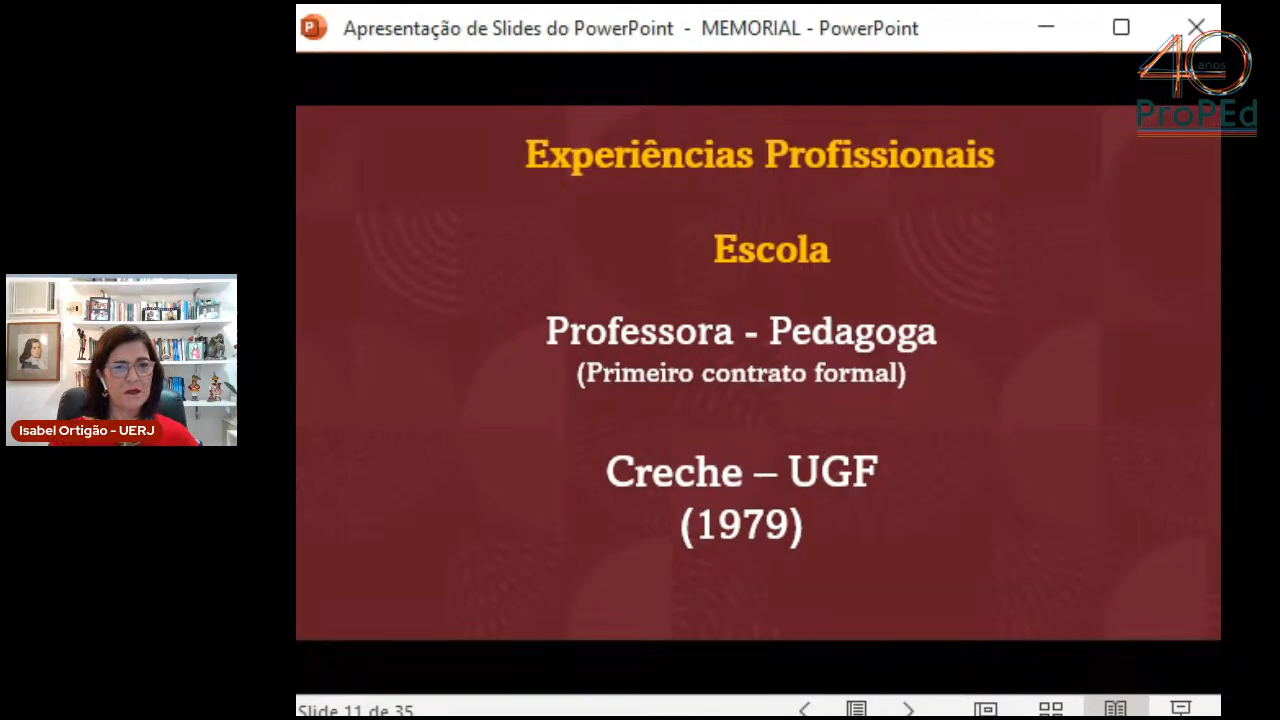 Apresentação de Slides do PowerPoint - MEMORIAL - PowerPoint
40
anos
ProPEd
Experiências Profissionais
Escola
Professora - Pedagoga
(Primeiro contrato formal)
Creche – UGF
(1979)
Isabel Ortigão - UERJ
Slide 11 de 35